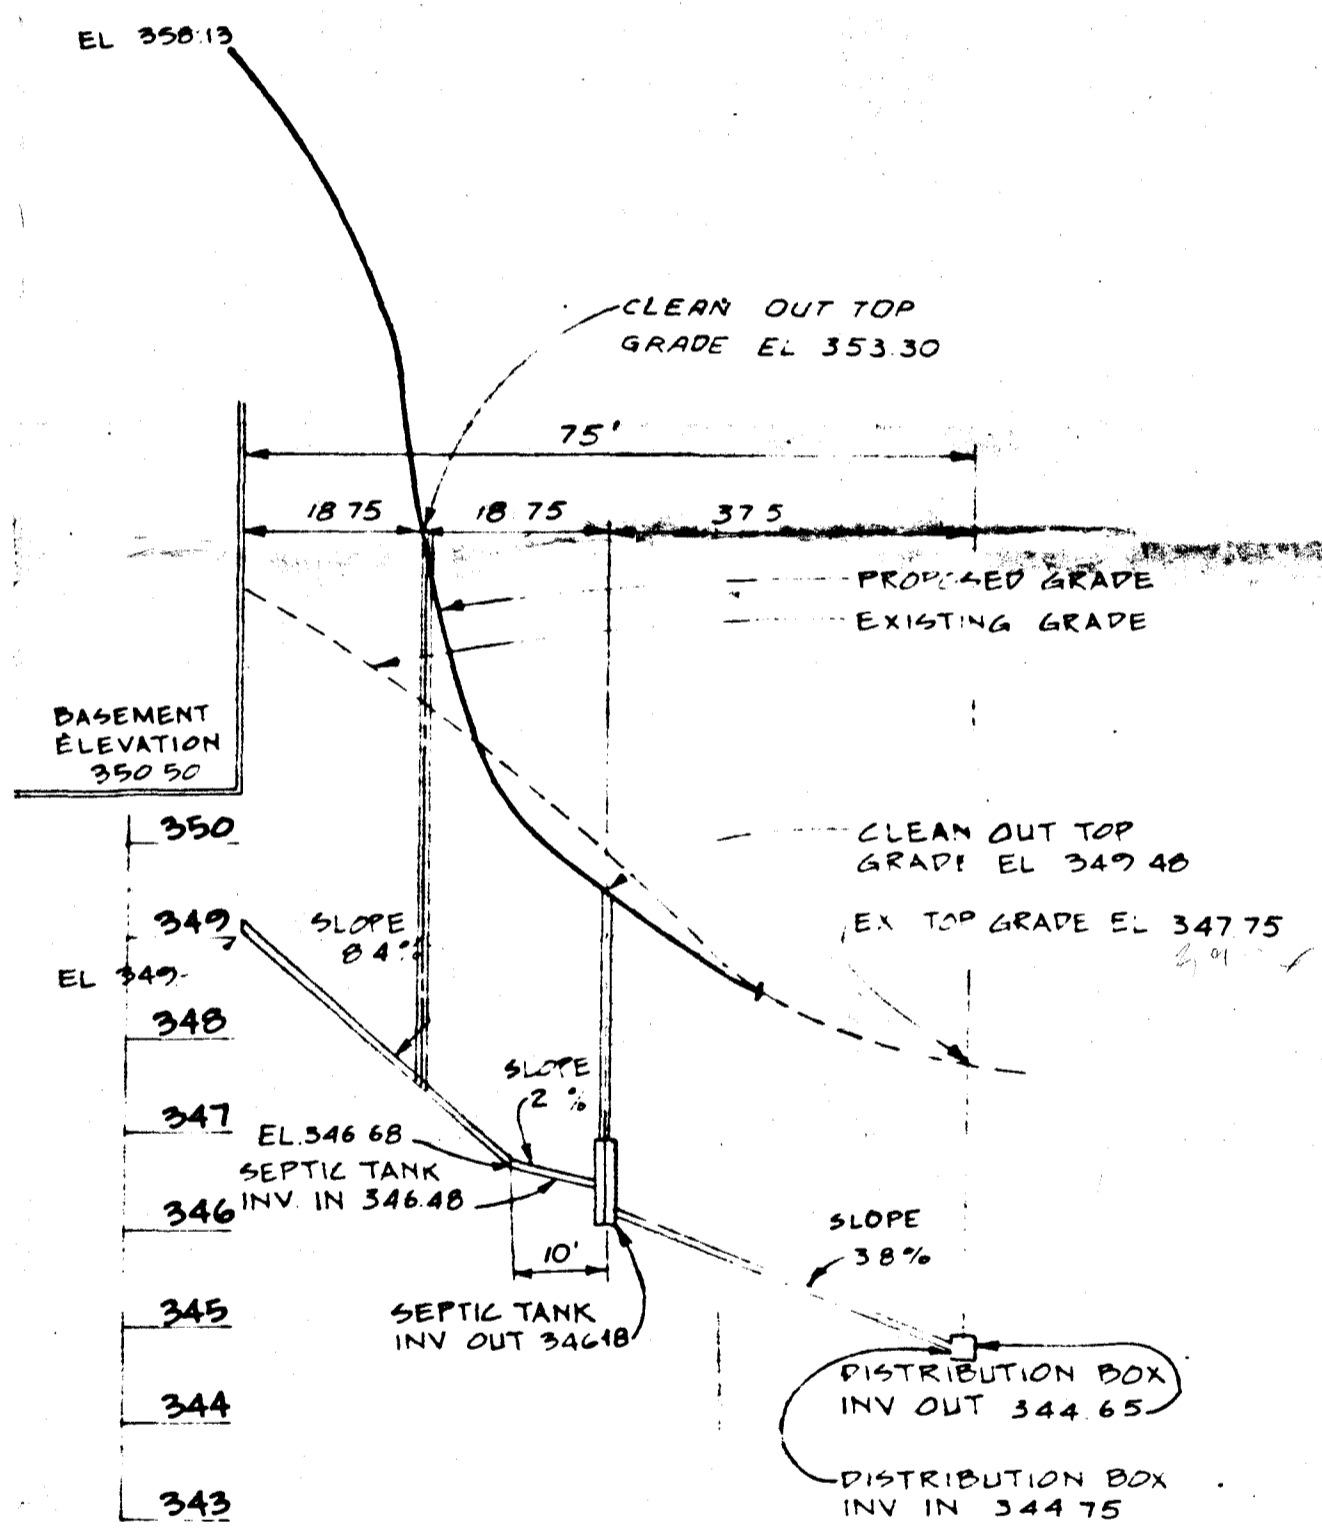 EL 358.13
CLEAN OUT TOP
GRADE EL 353.30
75'
18 75
18 75
37 5
PROPOSED GRADE
EXISTING GRADE
BASEMENT
ELEVATION
350 50
350
CLEAN OUT TOP
GRADE EL 349 48
349
SLOPE
8 4%
EX TOP GRADE EL 347.75
EL 349-
348
SLOPE
2 %
347
EL.346 68
SEPTIC TANK
INV. IN 346.48
346
SLOPE
3 8 %
10'
345
SEPTIC TANK
INV OUT 346 18
DISTRIBUTION BOX
INV OUT 344.65
344
DISTRIBUTION BOX
INV IN 344 75
343